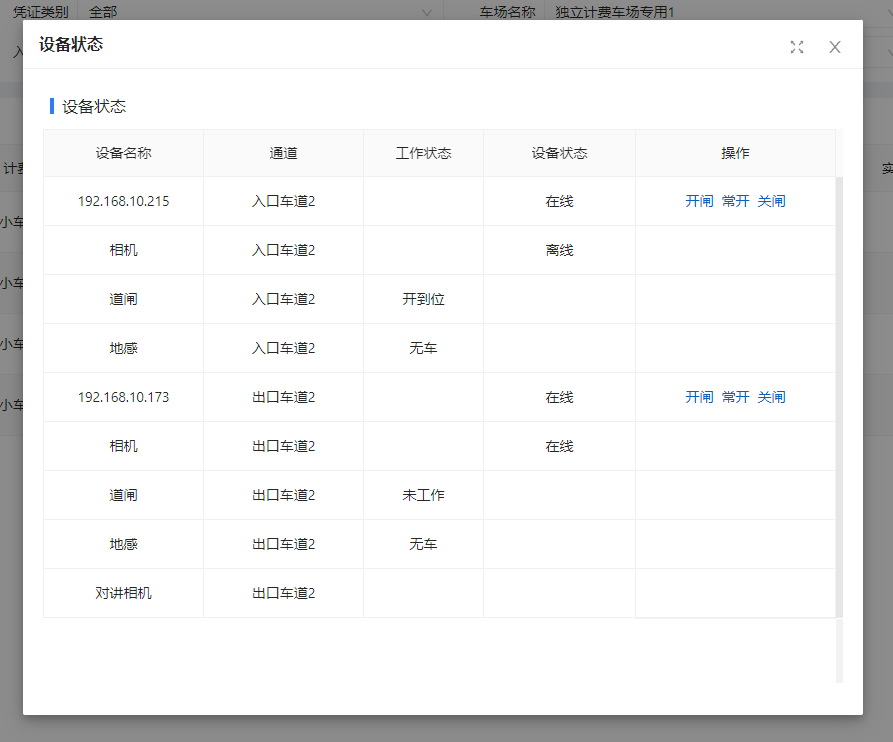 凭证类别 全部 车场名称 独立计费车场专用1
设备状态
设备状态
设备名称 通道 工作状态 设备状态 操作
192.168.10.215 入口车道2 在线 开闸 常开 关闸
相机 入口车道2 离线
道闸 入口车道2 开到位
地感 入口车道2 无车
192.168.10.173 出口车道2 在线 开闸 常开 关闸
相机 出口车道2 在线
道闸 出口车道2 未工作
地感 出口车道2 无车
对讲相机 出口车道2
入
计费
实
小车
小车
小车
小车